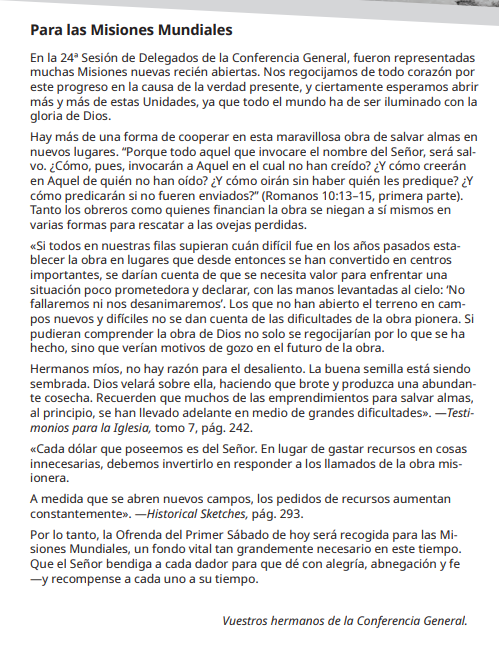 Para las Misiones Mundiales
En la 24ª Sesión de Delegados de la Conferencia General, fueron representadas
muchas Misiones nuevas recién abiertas. Nos regocijamos de todo corazón por
este progreso en la causa de la verdad presente, y ciertamente esperamos abrir
más y más de estas Unidades, ya que todo el mundo ha de ser iluminado con la
gloria de Dios.
Hay más de una forma de cooperar en esta maravillosa obra de salvar almas en
nuevos lugares. “Porque todo aquel que invocare el nombre del Señor, será sal-
vo. ¿Cómo, pues, invocarán a Aquel en el cual no han creído? ¿Y cómo creerán
en Aquel de quién no han oído? ¿Y cómo oirán sin haber quién les predique? ¿Y
cómo predicarán si no fueren enviados?” (Romanos 10:13–15, primera parte).
Tanto los obreros como quienes financian la obra se niegan a sí mismos en
varias formas para rescatar a las ovejas perdidas.
«Si todos en nuestras filas supieran cuán difícil fue en los años pasados esta-
blecer la obra en lugares que desde entonces se han convertido en centros
importantes, se darían cuenta de que se necesita valor para enfrentar una
situación poco prometedora y declarar, con las manos levantadas al cielo: ‘No
fallaremos ni nos desanimaremos’. Los que no han abierto el terreno en cam-
pos nuevos y difíciles no se dan cuenta de las dificultades de la obra pionera. Si
pudieran comprender la obra de Dios no solo se regocijarían por lo que se ha
hecho, sino que verían motivos de gozo en el futuro de la obra.
Hermanos míos, no hay razón para el desaliento. La buena semilla está siendo
sembrada. Dios velará sobre ella, haciendo que brote y produzca una abundan-
te cosecha. Recuerden que muchos de las emprendimientos para salvar almas,
al principio, se han llevado adelante en medio de grandes dificultades». —Testi-
monios para la Iglesia, tomo 7, pág. 242.
«Cada dólar que poseemos es del Señor. En lugar de gastar recursos en cosas
innecesarias, debemos invertirlo en responder a los llamados de la obra mis-
ionera.
A medida que se abren nuevos campos, los pedidos de recursos aumentan
constantemente». —Historical Sketches, pág. 293.
Por lo tanto, la Ofrenda del Primer Sábado de hoy será recogida para las Mi-
siones Mundiales, un fondo vital tan grandemente necesario en este tiempo.
Que el Señor bendiga a cada dador para que dé con alegría, abnegación y fe
—y recompense a cada uno a su tiempo.
Vuestros hermanos de la Conferencia General.